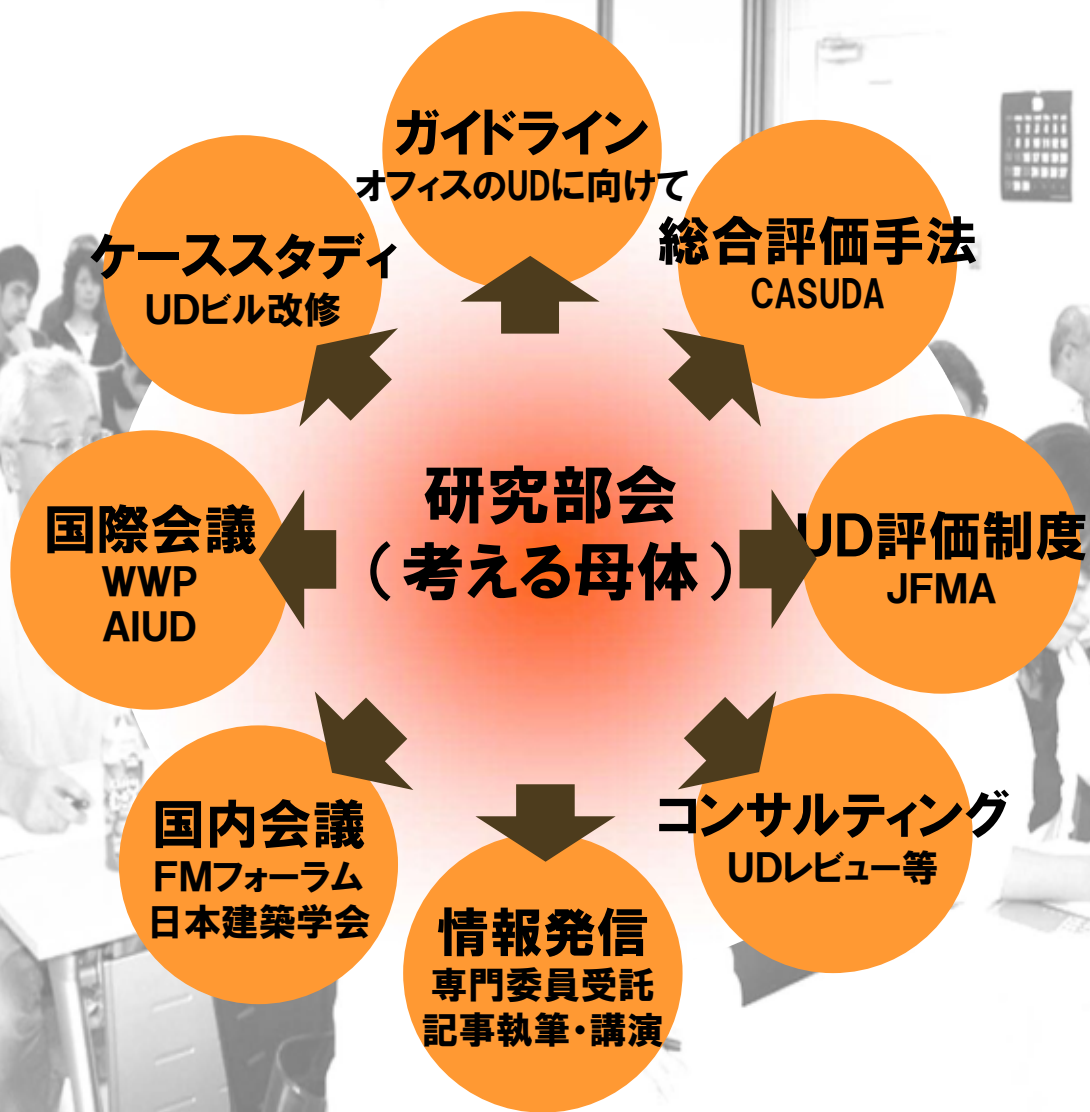 ガイドライン
オフィスのUDに向けて
総合評価手法
CASUDA
ケーススタディ
UDビル改修
研究部会
（考える母体）
国際会議
WWP
AIUD
UD評価制度
JFMA
国内会議
FMフォーラム
日本建築学会
コンサルティング
UDレビュー等
情報発信
専門委員受託
記事執筆・講演